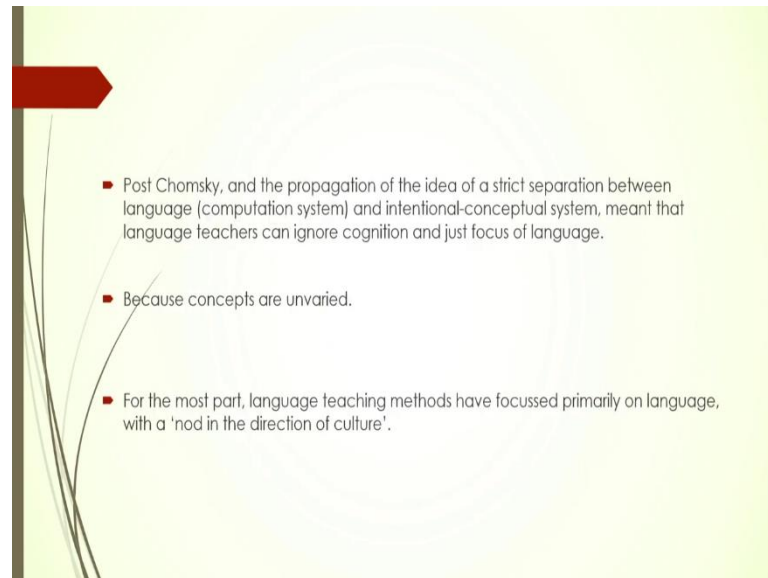 Post Chomsky, and the propagation of the idea of a strict separation between
language (computation system) and intentional-conceptual system, meant that
language teachers can ignore cognition and just focus of language.
Because concepts are unvaried.
For the most part, language teaching methods have focussed primarily on language,
with a ‘nod in the direction of culture’.